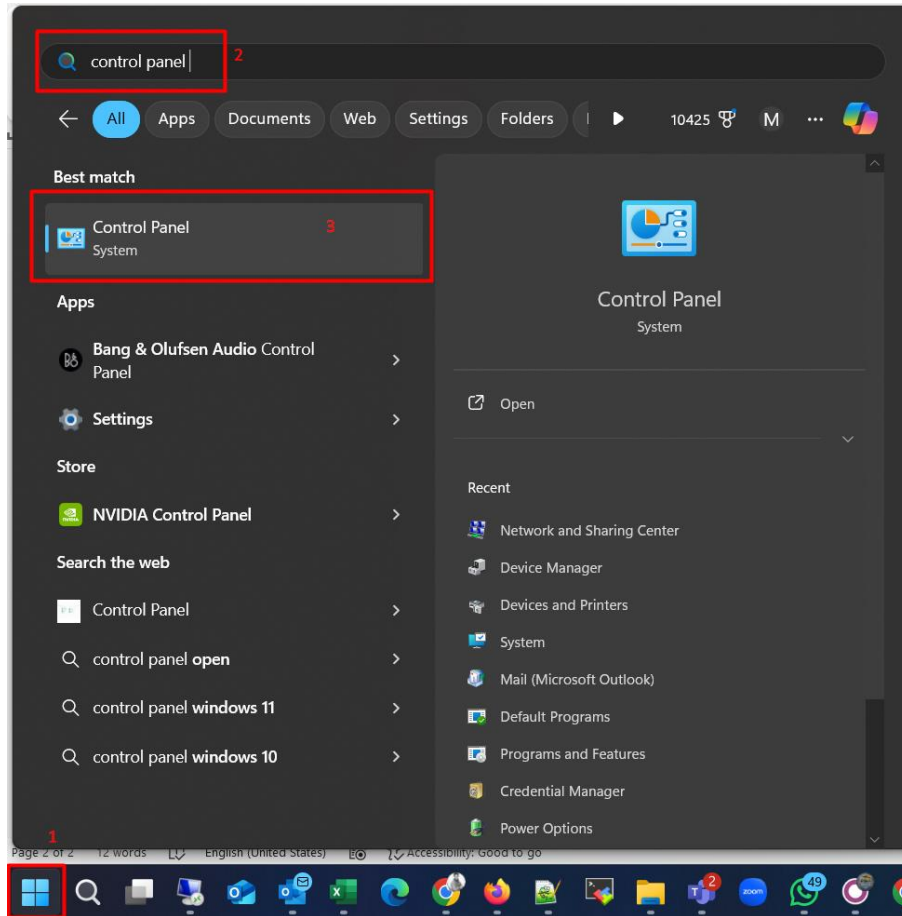 control panel
2
All Apps Documents Web Settings Folders
10425 M
Best match
Control Panel 3
System
Apps
Bang & Olufsen Audio Control
Panel
Settings
Store
NVIDIA Control Panel
Search the web
Control Panel
control panel open
control panel windows 11
control panel windows 10
Control Panel
System
Open
Recent
Network and Sharing Center
Device Manager
Devices and Printers
System
Mail (Microsoft Outlook)
Default Programs
Programs and Features
Credential Manager
Power Options
1
Page 2 of 2 12 words English (United States) Accessibility: Good to go
2 zoom 49